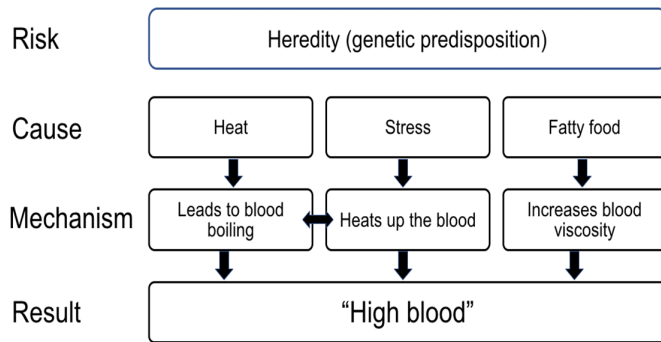 Risk
Heredity (genetic predisposition)
Cause
Heat
Stress
Fatty food
Mechanism
Leads to blood
boiling
Heats up the blood
Increases blood
viscosity
Result
“High blood”